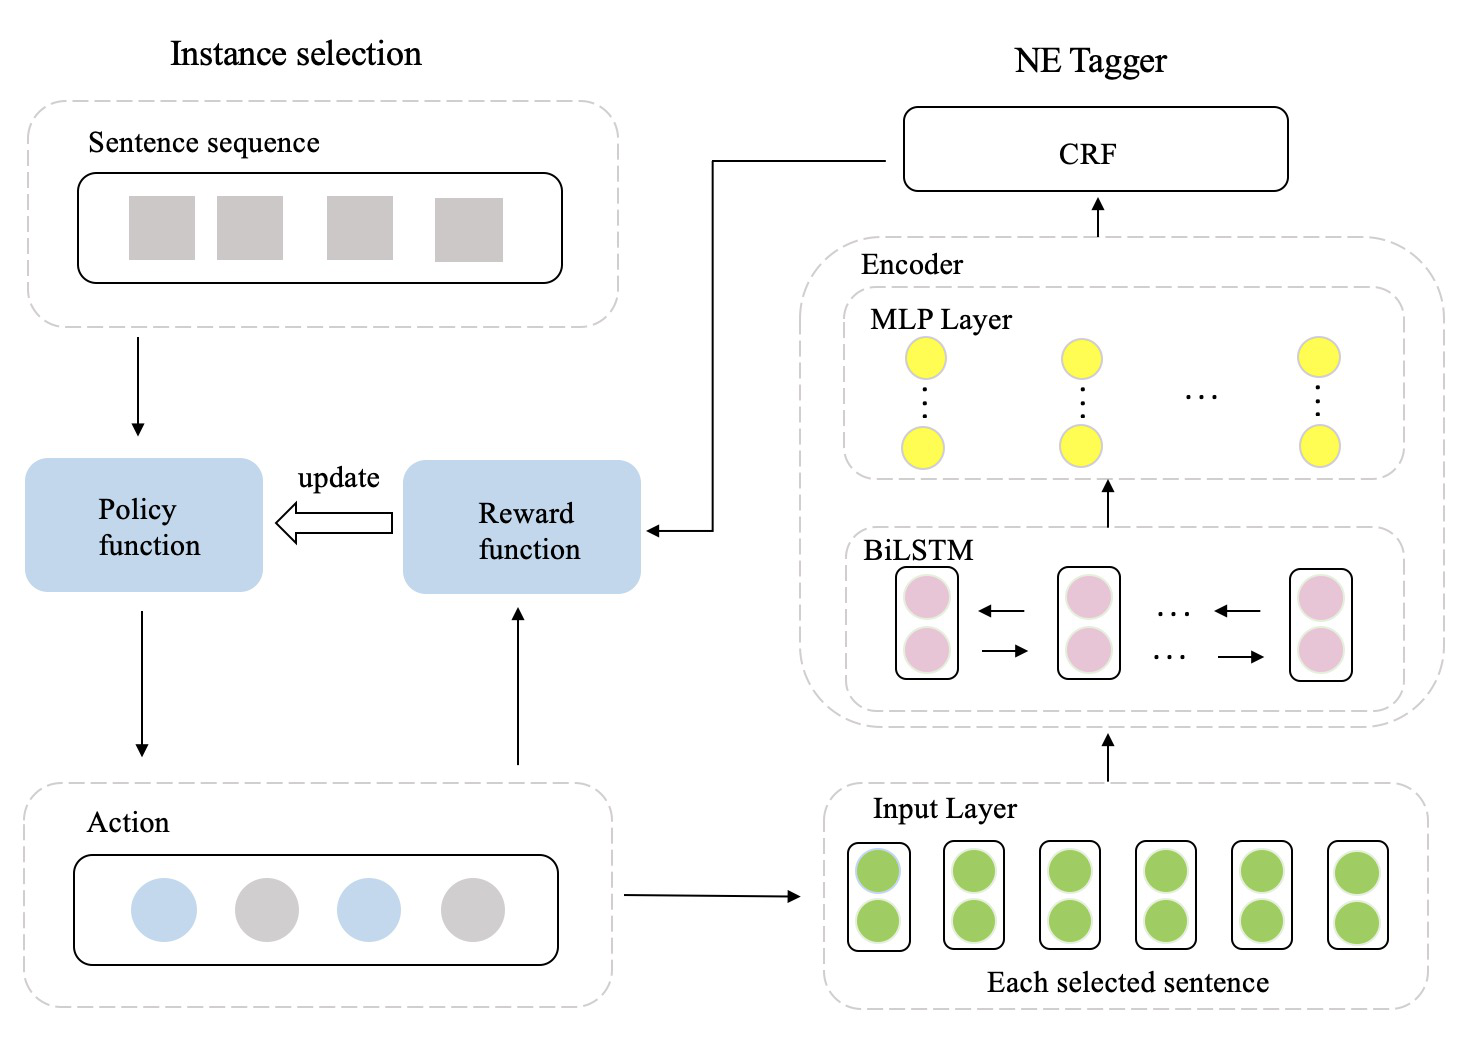 Instance selection
Sentence sequence
Policy
function
update
Reward
function
Action
NE Tagger
CRF
Encoder
MLP Layer
...
BiLSTM
...
...
Input Layer
Each selected sentence